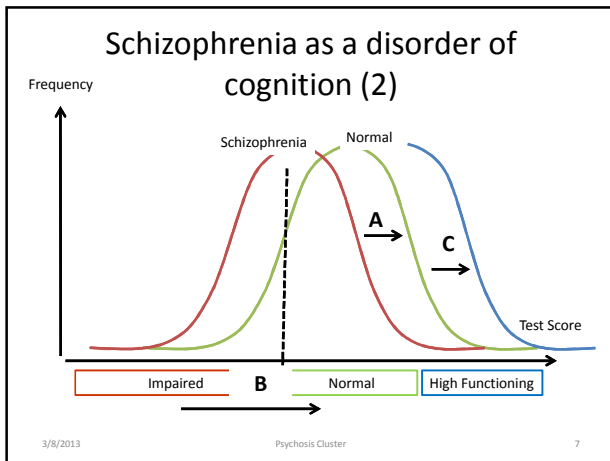 Schizophrenia as a disorder of
cognition (2)
Frequency
Schizophrenia
Normal
A
C
Test Score
Impaired
B
Normal
High Functioning
3/8/2013
Psychosis Cluster
7